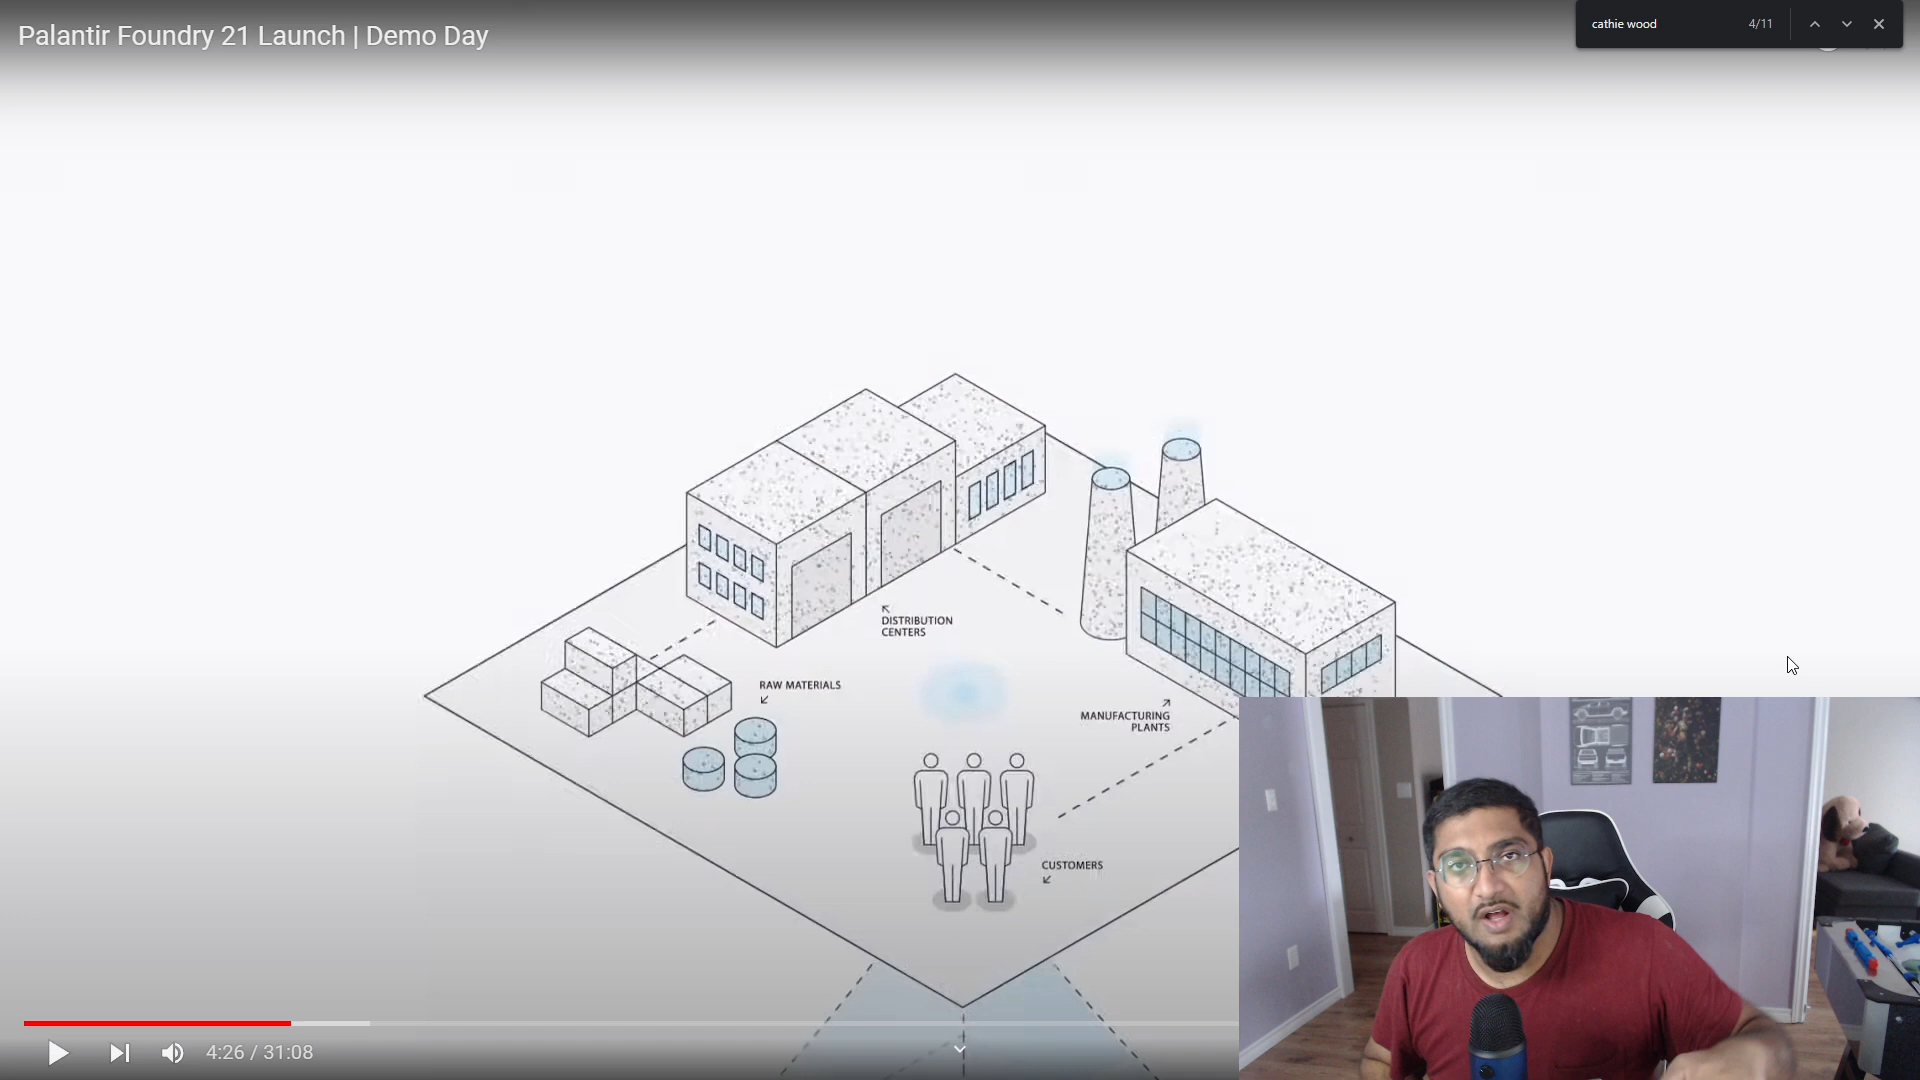 Palantir Foundry 21 Launch | Demo Day
cathie wood 4/11
DISTRIBUTION
CENTERS
RAW MATERIALS
MANUFACTURING
PLANTS
CUSTOMERS
4:26 / 31:08